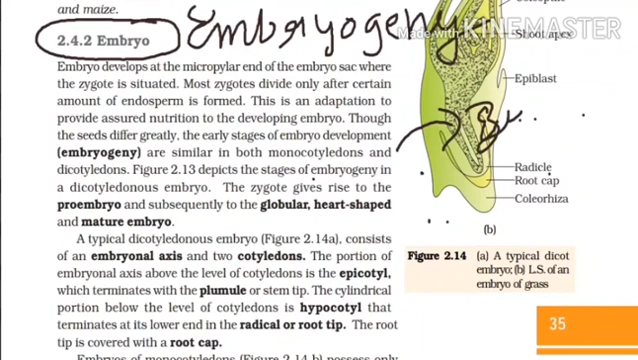 and maize.
2.4.2 Embryo
Embryogeny
Embryo develops at the micropylar end of the embryo sac where
the zygote is situated. Most zygotes divide only after certain
amount of endosperm is formed. This is an adaptation to
provide assured nutrition to the developing embryo. Though
the seeds differ greatly, the early stages of embryo development
(embryogeny) are similar in both monocotyledons and
dicotyledons. Figure 2.13 depicts the stages of embryogeny in
a dicotyledonous embryo. The zygote gives rise to the
proembryo and subsequently to the globular, heart-shaped
and mature embryo.
A typical dicotyledonous embryo (Figure 2.14a), consists
of an embryonal axis and two cotyledons. The portion of
embryonal axis above the level of cotyledons is the epicotyl,
which terminates with the plumule or stem tip. The cylindrical
portion below the level of cotyledons is hypocotyl that
terminates at its lower end in the radical or root tip. The root
tip is covered with a root cap.
Made with
KINEMASTER
Shoot apex
Epiblast
Radicle
Root cap
Coleorhiza
(b)
Figure 2.14 (a) A typical dicot
embryo; (b) L.S. of an
embryo of grass
35